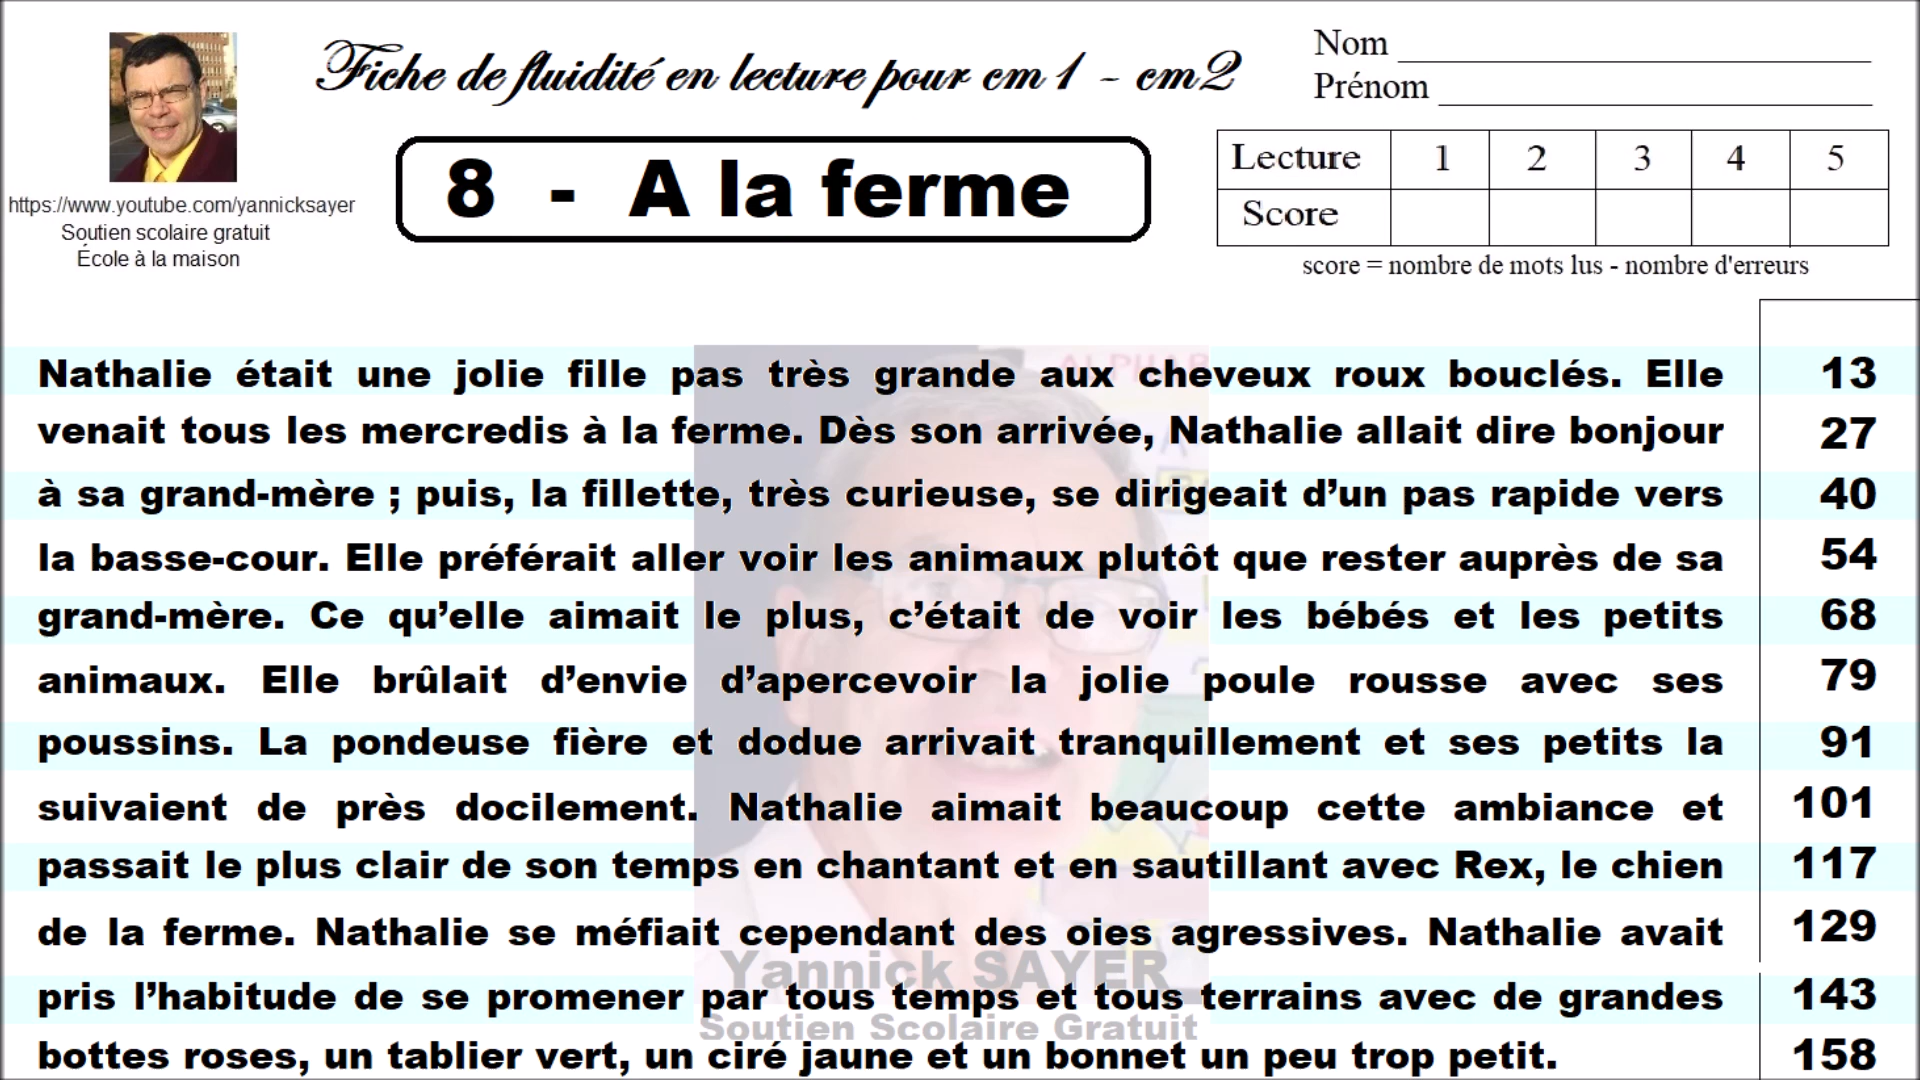 Fiche de fluidité en lecture pour cm1 - cm2
Nom
Prénom
8 - A la ferme
Lecture 1 2 3 4 5
Score
score = nombre de mots lus - nombre d'erreurs
https://www.youtube.com/yannicksayer
Soutien scolaire gratuit
École à la maison
Nathalie était une jolie fille pas très grande aux cheveux roux bouclés. Elle 13
venait tous les mercredis à la ferme. Dès son arrivée, Nathalie allait dire bonjour 27
à sa grand-mère ; puis, la fillette, très curieuse, se dirigeait d’un pas rapide vers 40
la basse-cour. Elle préférait aller voir les animaux plutôt que rester auprès de sa 54
grand-mère. Ce qu’elle aimait le plus, c’était de voir les bébés et les petits 68
animaux. Elle brûlait d’envie d’apercevoir la jolie poule rousse avec ses 79
poussins. La pondeuse fière et dodue arrivait tranquillement et ses petits la 91
suivaient de près docilement. Nathalie aimait beaucoup cette ambiance et 101
passait le plus clair de son temps en chantant et en sautillant avec Rex, le chien 117
de la ferme. Nathalie se méfiait cependant des oies agressives. Nathalie avait 129
Yannick SAYER
pris l’habitude de se promener par tous temps et tous terrains avec de grandes 143
Soutien Scolaire Gratuit
bottes roses, un tablier vert, un ciré jaune et un bonnet un peu trop petit. 158